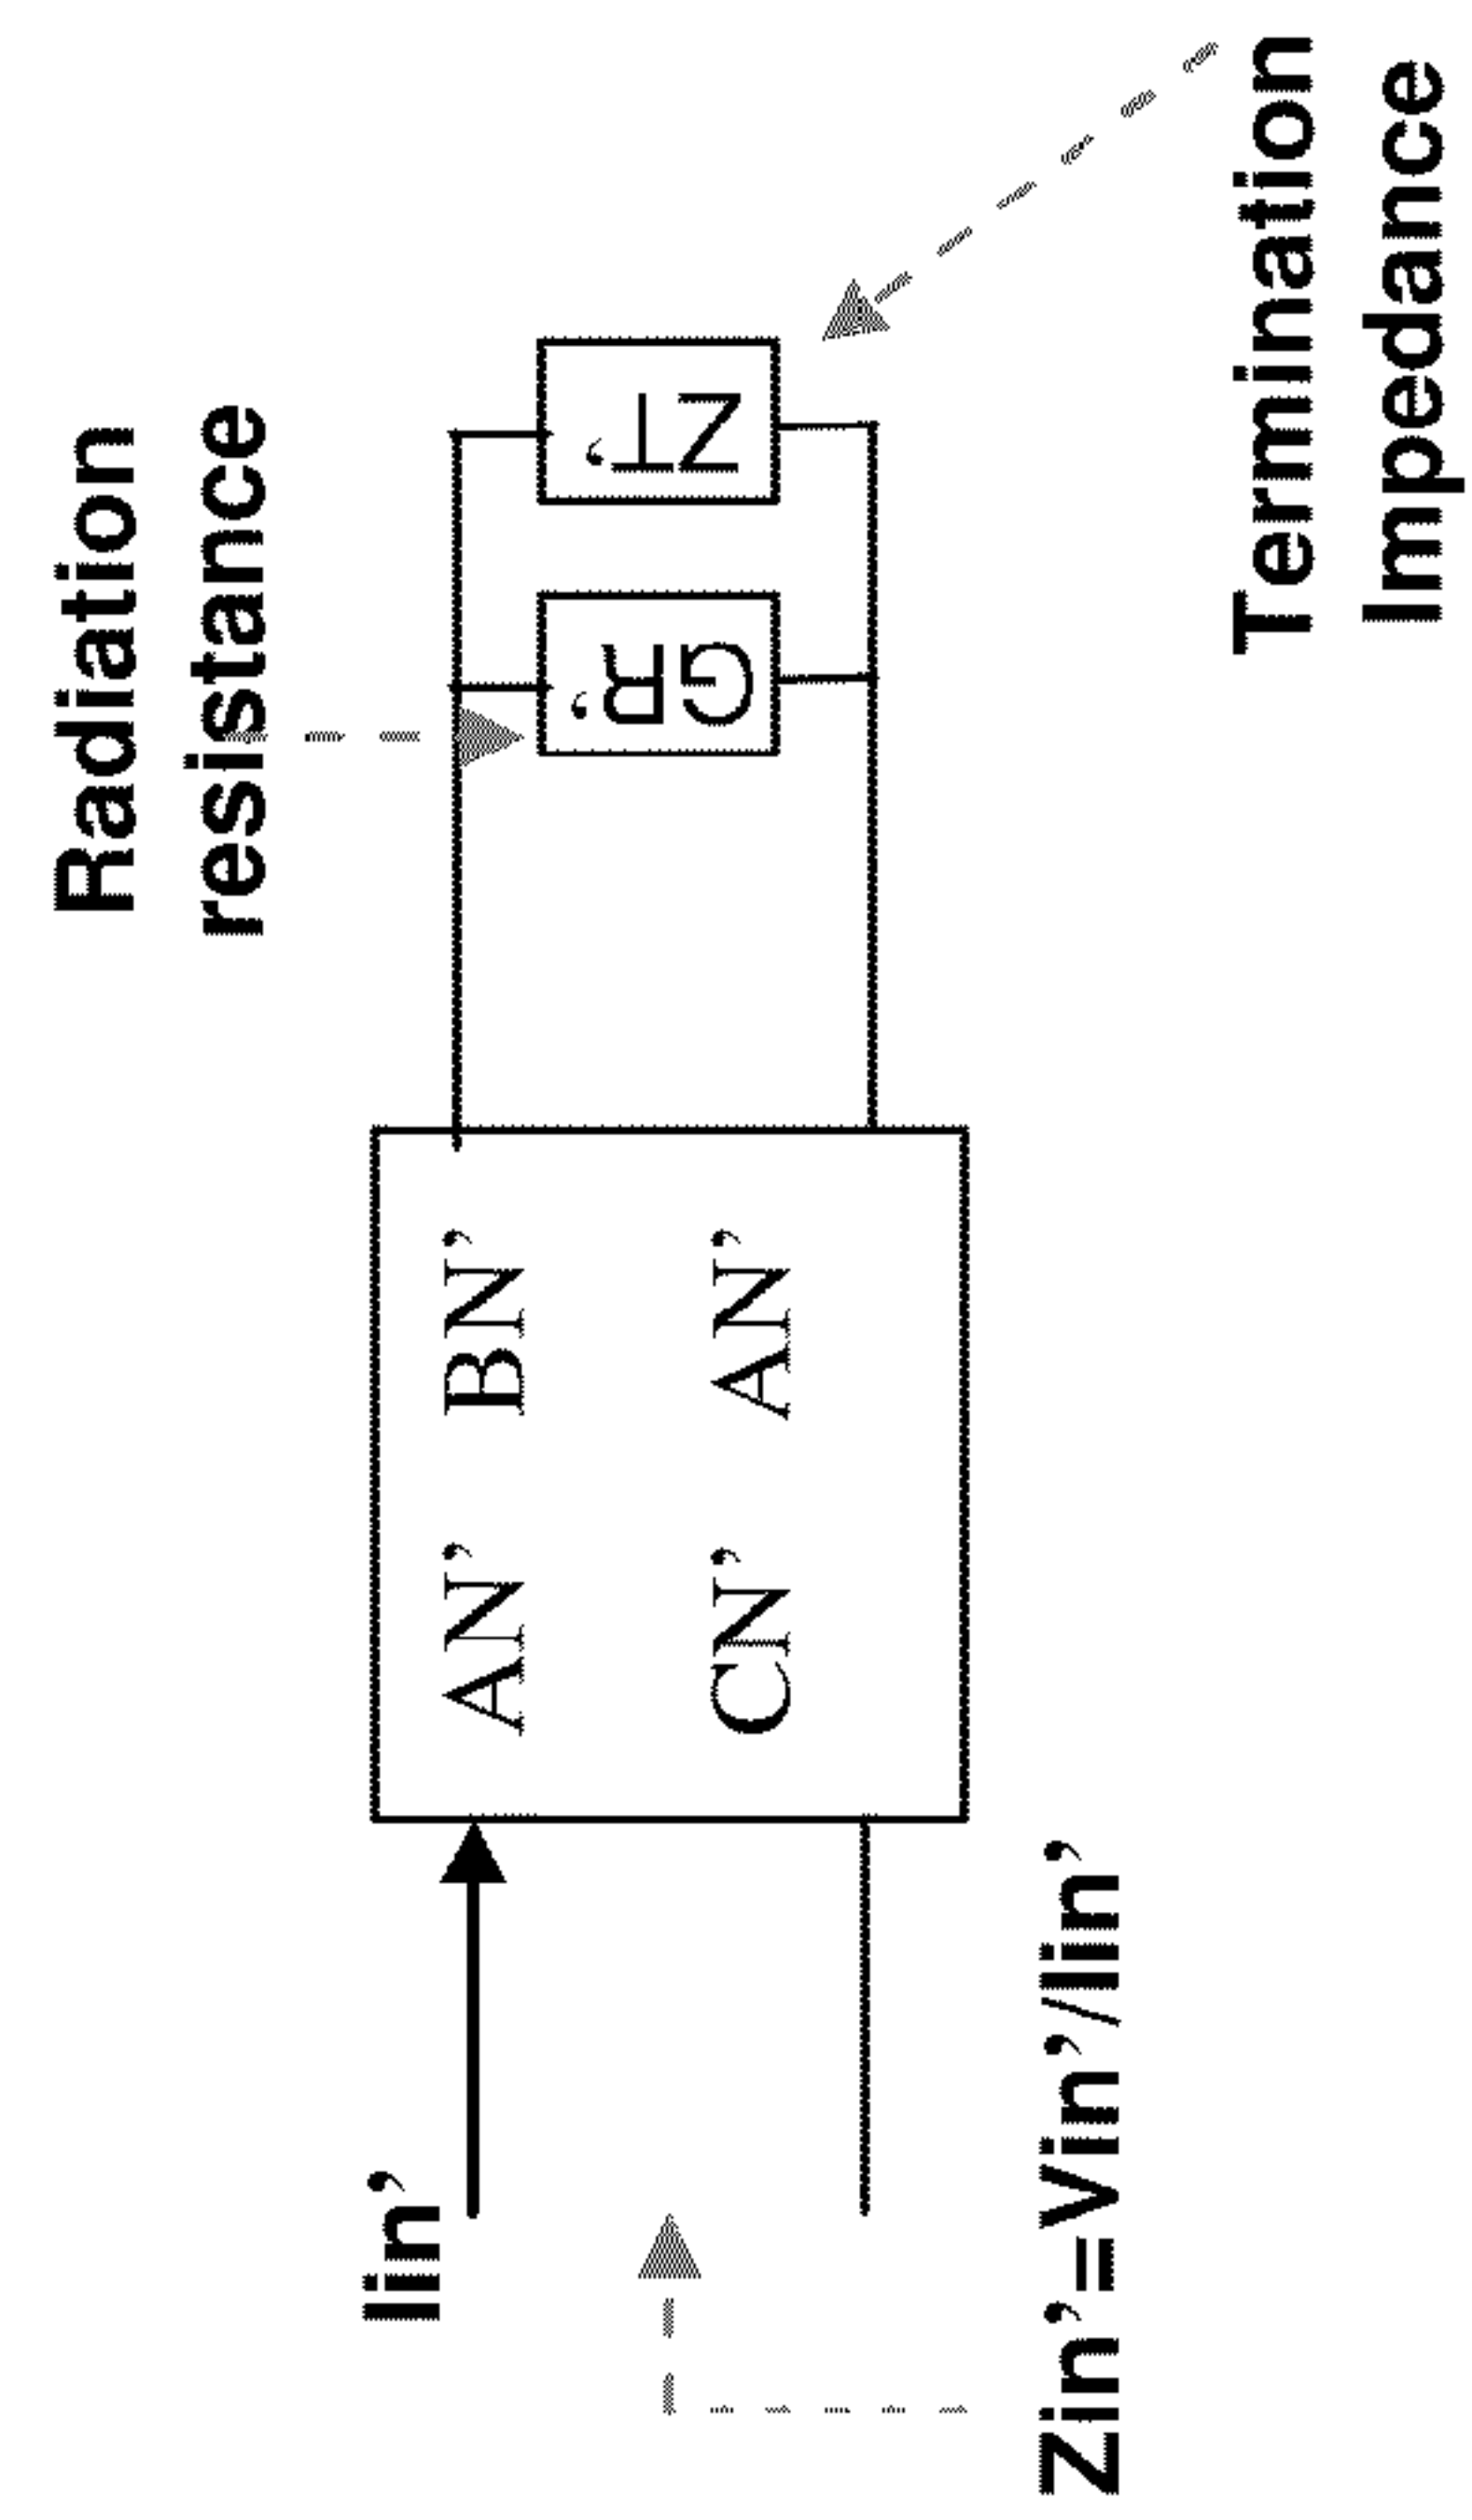 Radiation
resistance
Iin’
AN’ BN’
CN’ AN’
GR’
ZT’
Zin’=Vin’/Iin’
Termination
Impedance